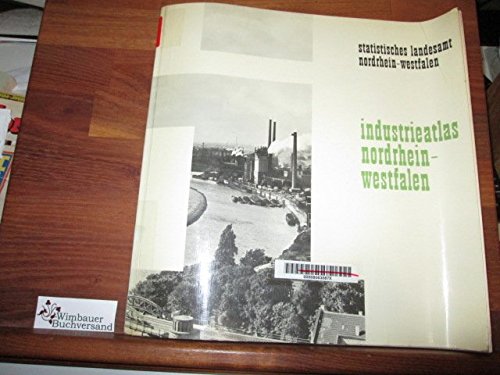 statistisches landesamt
nordrhein-westfalen
industrieatlas
nordrhein-
westfalen
Wimbauer
Buchversand